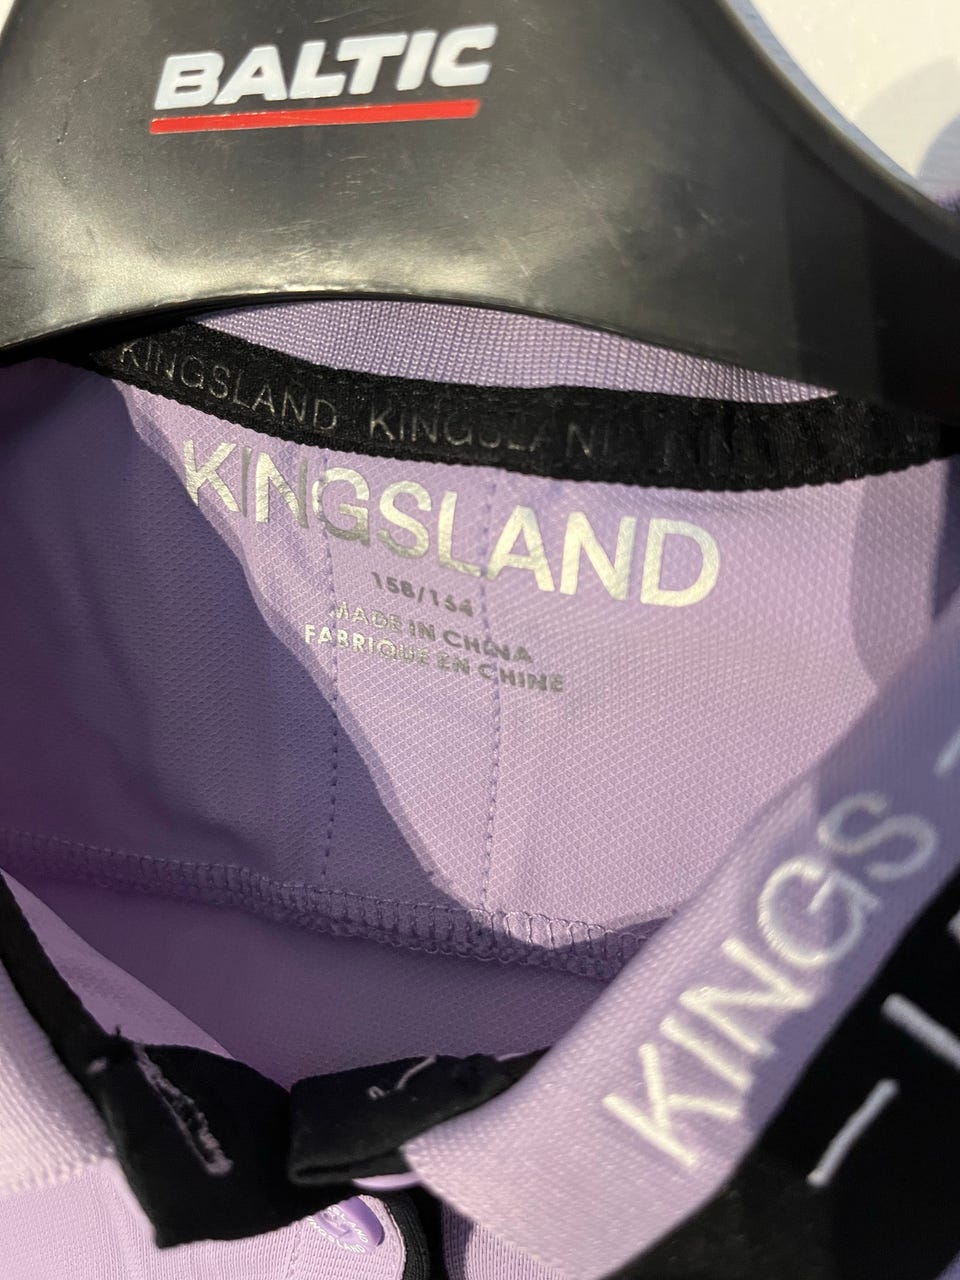 BALTIC
KINGSLAND KINGSLAND
KINGSLAND
158/164
MADE IN CHINA
FABRIQUE EN CHINE
KINGS